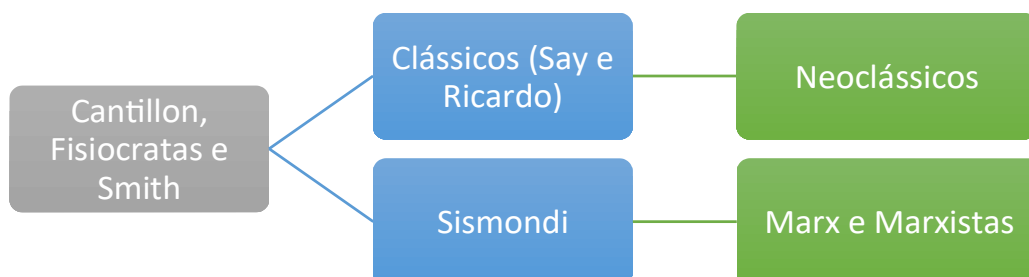 Cantillon,
Fisiocratas e
Smith
Clássicos (Say e
Ricardo)
Neoclássicos
Sismondi
Marx e Marxistas